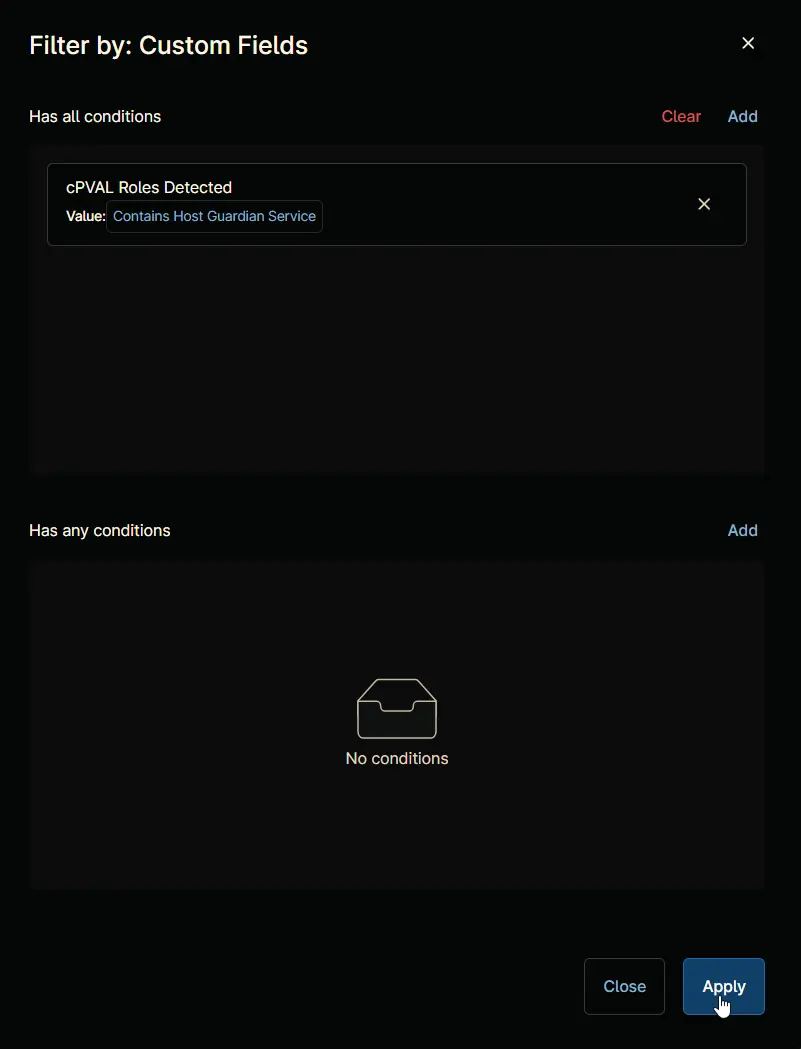 Filter by: Custom Fields
Has all conditions
Clear
Add
cPVAL Roles Detected
Value: Contains Host Guardian Service
Has any conditions
Add
No conditions
Close
Apply